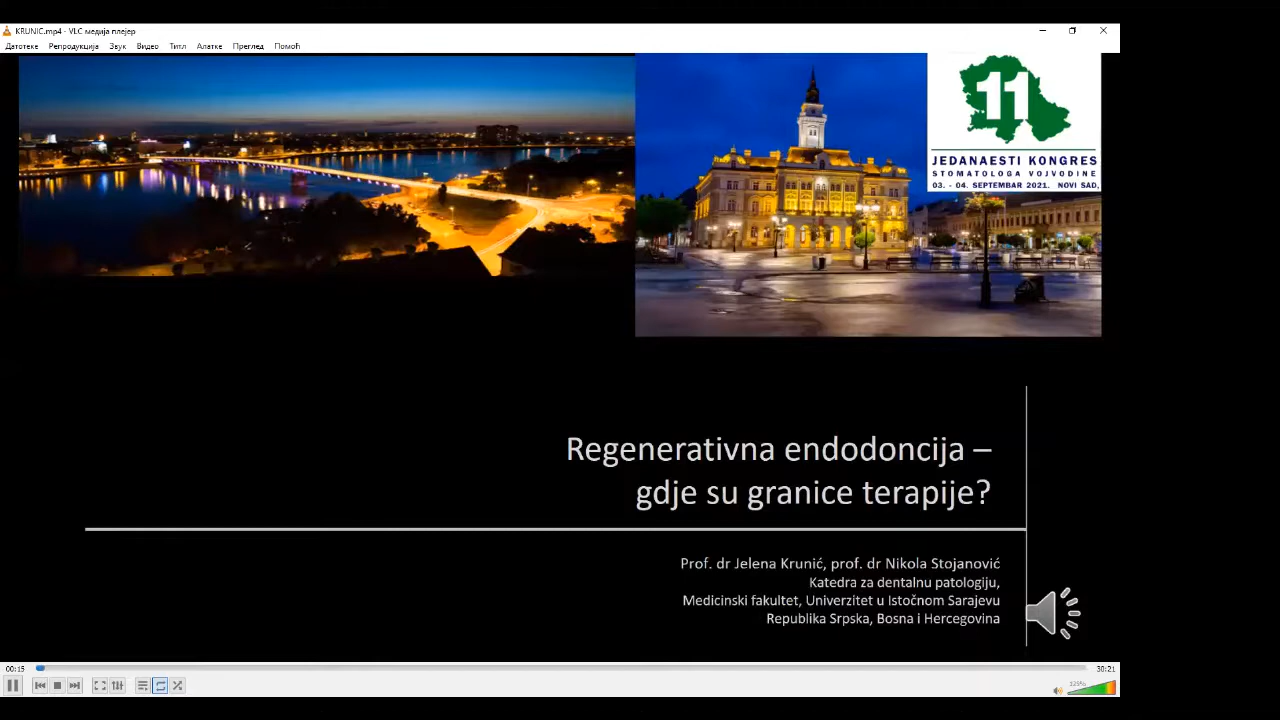 KRUNIC.mp4 - VLC медија плејер
Датотеке Репродукција Звук Видео Титл Алатке Преглед Помоћ
11
JEDANAESTI KONGRES
STOMATOLOGA VOJVODINE
03. - 04. SEPTEMBAR 2021. NOVI SAD,
Regenerativna endodoncija –
gdje su granice terapije?
Prof. dr Jelena Krunić, prof. dr Nikola Stojanović
Katedra za dentalnu patologiju,
Medicinski fakultet, Univerzitet u Istočnom Sarajevu
Republika Srpska, Bosna i Hercegovina
00:15 30:21
129%